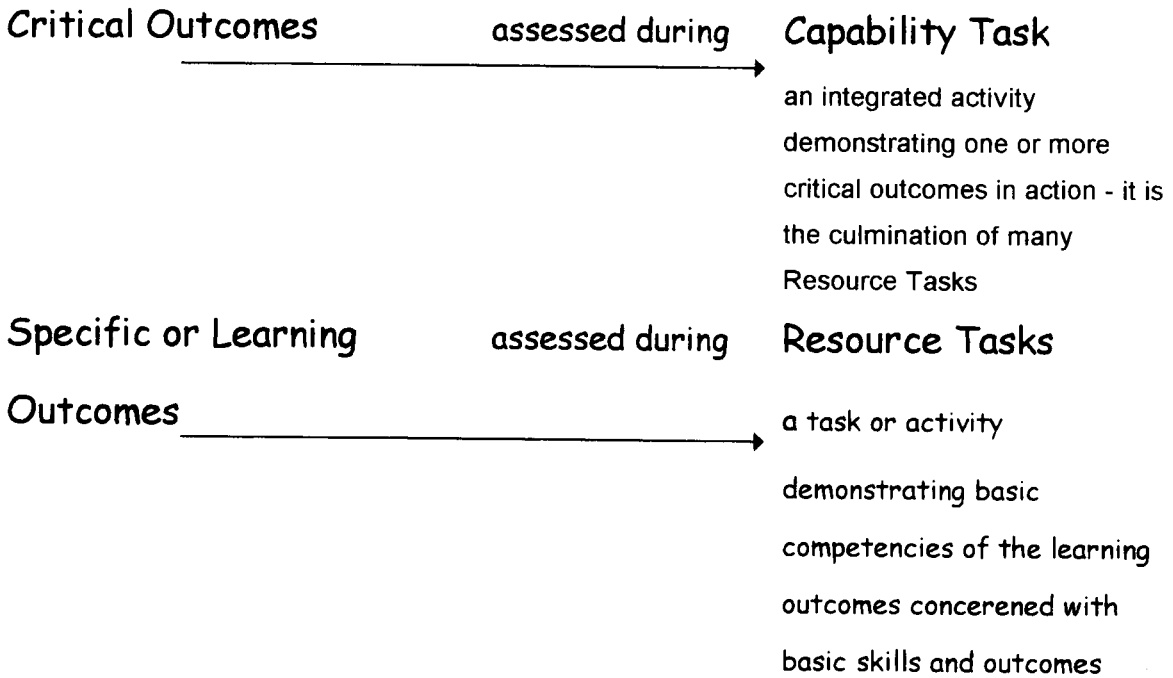 Critical Outcomes assessed during Capability Task
an integrated activity
demonstrating one or more
critical outcomes in action - it is
the culmination of many
Resource Tasks
Specific or Learning assessed during Resource Tasks
Outcomes
a task or activity
demonstrating basic
competencies of the learning
outcomes concerened with
basic skills and outcomes